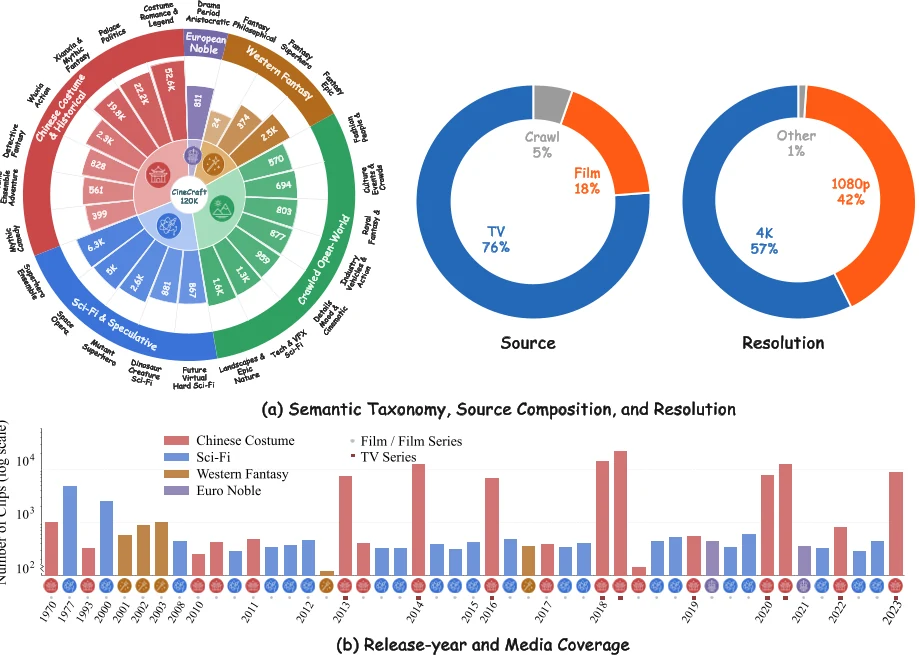 Drama
Period
Aristocratic
Fantasy
Philosophical
Fantasy
Superhero
Fantasy
Epic
People &
Fashion
Culture
Events &
Crowds
Royal
Fantasy &
Industry
Vehicles &
Action
Details
Mood &
Cinematic
Tech & VFX
Sci-Fi
Landscapes &
Epic
Nature
Future
Virtual
Hard Sci-Fi
Dinosaur
Creature
Sci-Fi
Mutant
Superhero
Space
Opera
Superhero
Ensemble
Mythic
Comedy
Ensemble
Adventure
Detective
Fantasy
Wuxia
Action
Xianxia &
Mythic
Fantasy
Palace
Politics
Costume
Romance &
Legend
European
Noble
Western Fantasy
Crawled Open-World
Sci-Fi & Speculative
Chinese Costume
& Historical
811
24
374
2.5K
570
694
803
877
959
1.3K
1.6K
867
881
2.6K
5K
6.3K
399
561
828
2.3K
19.8K
22.2K
52.6K
CineCraft
120K
Crawl
5%
Film
18%
TV
76%
Source
Other
1%
1080p
42%
4K
57%
Resolution
(a) Semantic Taxonomy, Source Composition, and Resolution
Number of Clips (log scale)
10⁴
10³
10²
Chinese Costume
Sci-Fi
Western Fantasy
Euro Noble
Film / Film Series
TV Series
1970 1977 1993 2000 2001 2002 2003 2008 2010 2011 2012 2013 2014 2015 2016 2017 2018 2019 2020 2021 2022 2023
(b) Release-year and Media Coverage